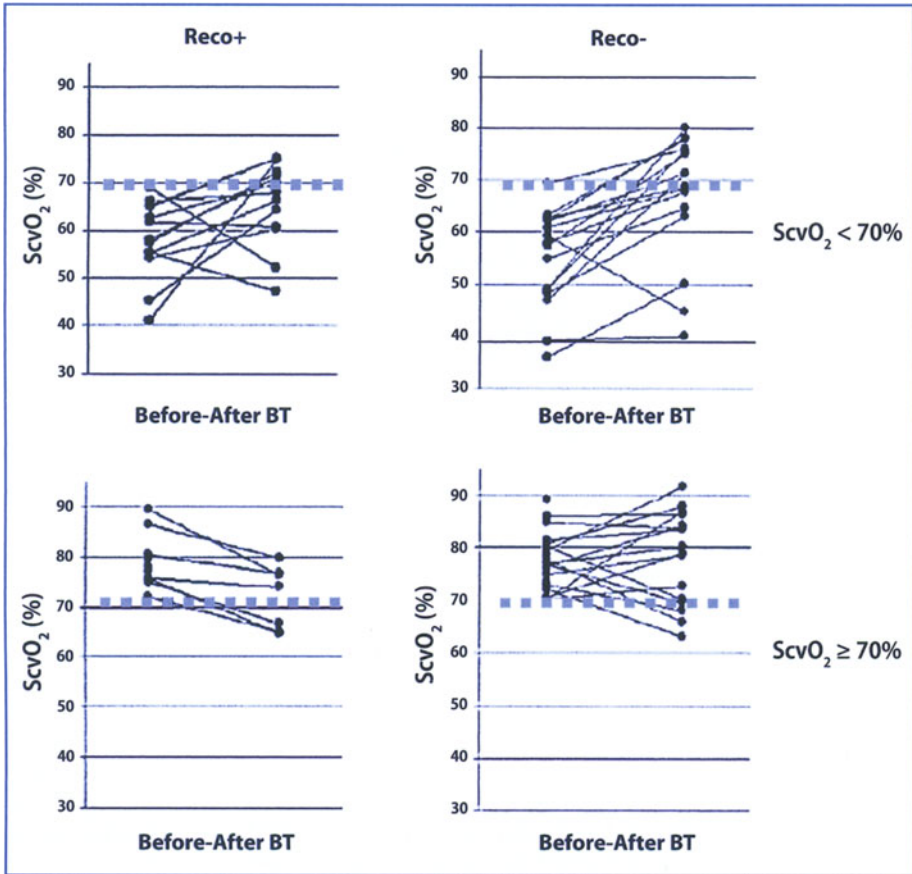 Reco+
Reco-
90
80
70
60
50
40
30
ScvO₂ (%)
Before-After BT
90
80
70
60
50
40
30
ScvO₂ (%)
Before-After BT
ScvO₂ < 70%
90
80
70
60
50
40
30
ScvO₂ (%)
Before-After BT
90
80
70
60
50
40
30
ScvO₂ (%)
Before-After BT
ScvO₂ ≥ 70%